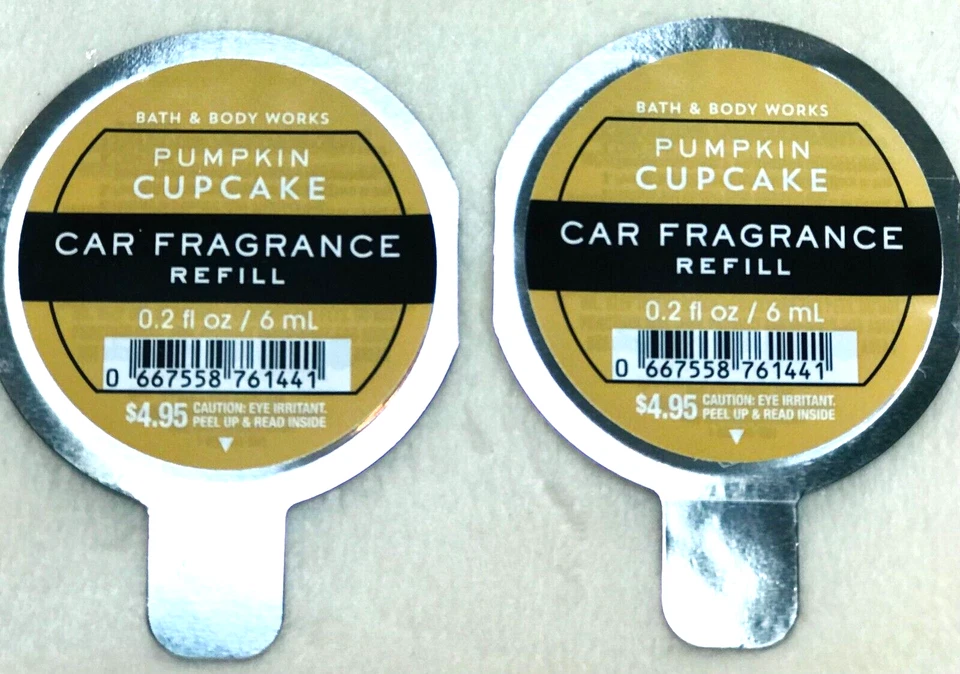 BATH & BODY WORKS
PUMPKIN
CUPCAKE
CAR FRAGRANCE
REFILL
0.2 fl oz / 6 mL
0 667558 761441
$4.95 CAUTION: EYE IRRITANT.
PEEL UP & READ INSIDE
BATH & BODY WORKS
PUMPKIN
CUPCAKE
CAR FRAGRANCE
REFILL
0.2 fl oz / 6 mL
0 667558 761441
$4.95 CAUTION: EYE IRRITANT.
PEEL UP & READ INSIDE